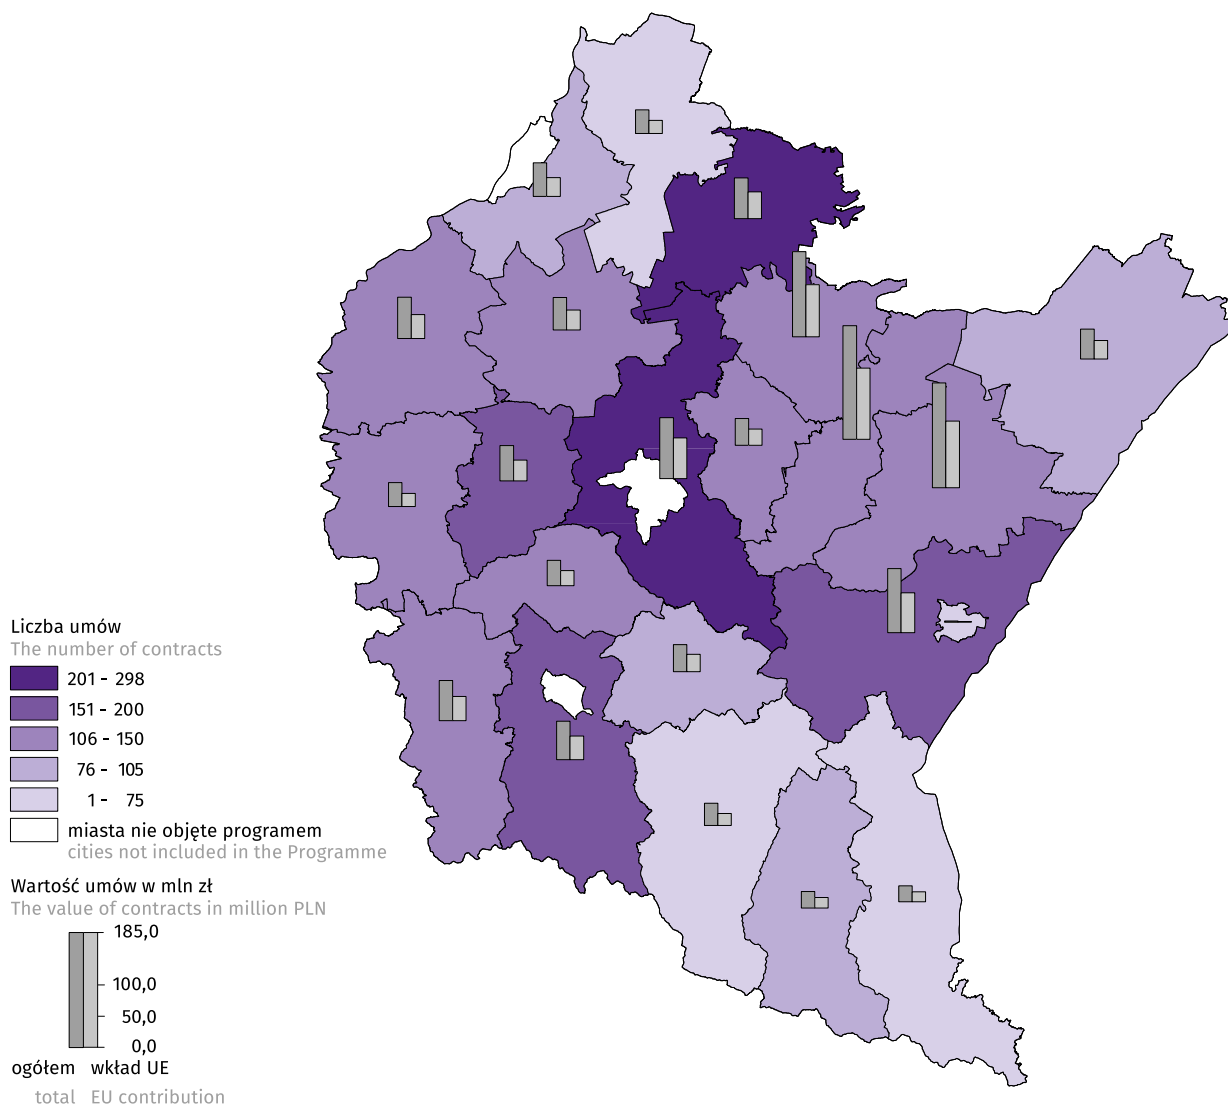 Liczba umów
The number of contracts
201 - 298
151 - 200
106 - 150
76 - 105
1 - 75
miasta nie objęte programem
cities not included in the Programme
Wartość umów w mln zł
The value of contracts in million PLN
185,0
100,0
50,0
0,0
ogółem wkład UE
total EU contribution